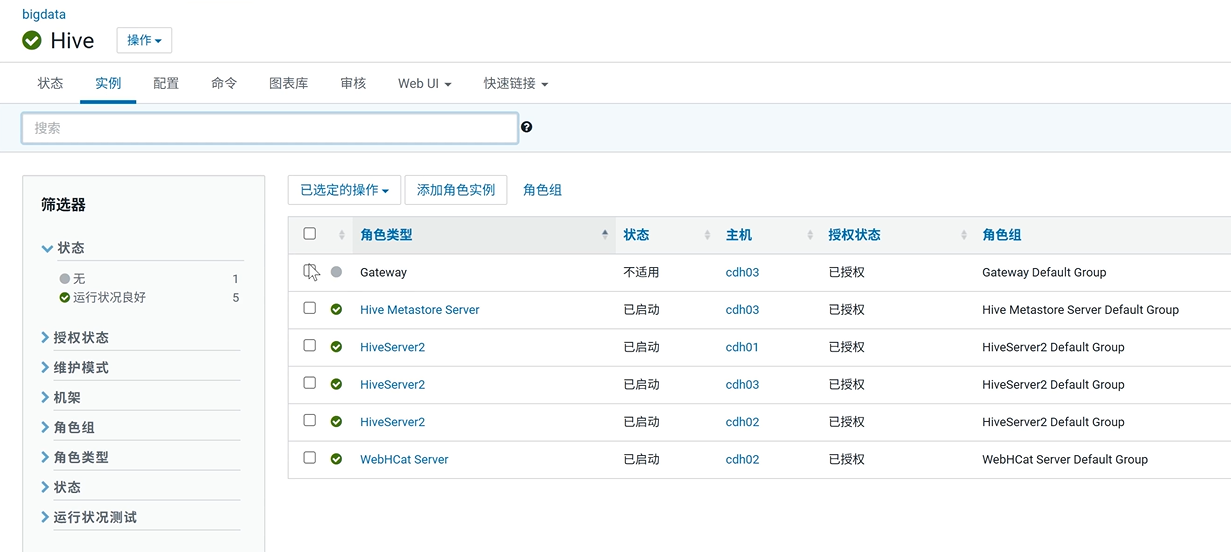 bigdata
Hive 操作
状态 实例 配置 命令 图表库 审核 Web UI 快速链接
搜索 ?
筛选器
状态
无 1
运行状况良好 5
授权状态
维护模式
机架
角色组
角色类型
状态
运行状况测试
已选定的操作 添加角色实例 角色组
角色类型 状态 主机 授权状态 角色组
Gateway 不适用 cdh03 已授权 Gateway Default Group
Hive Metastore Server 已启动 cdh03 已授权 Hive Metastore Server Default Group
HiveServer2 已启动 cdh01 已授权 HiveServer2 Default Group
HiveServer2 已启动 cdh03 已授权 HiveServer2 Default Group
HiveServer2 已启动 cdh02 已授权 HiveServer2 Default Group
WebHCat Server 已启动 cdh02 已授权 WebHCat Server Default Group